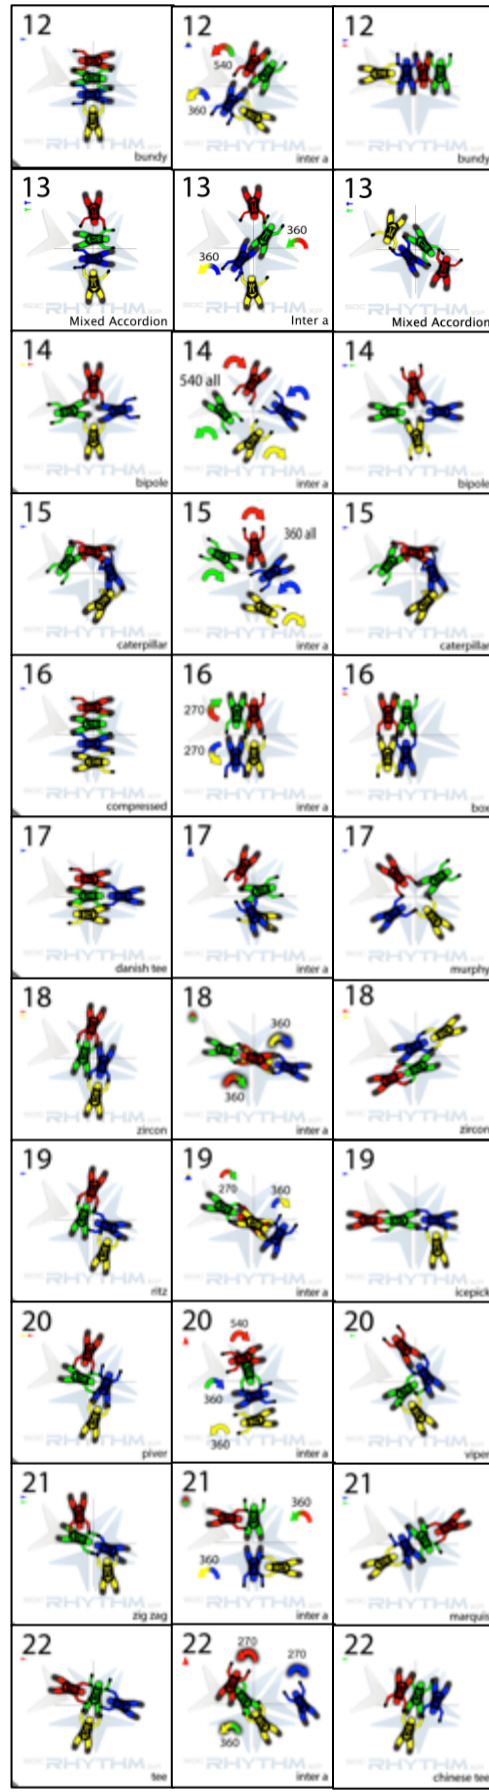 12
12
12
540
360
bundy
inter a
bundy
13
13
13
360
360
Mixed Accordion
Inter a
Mixed Accordion
14
14
14
540 all
bipole
inter a
bipole
15
15
15
360 all
caterpillar
inter a
caterpillar
16
16
16
270
270
compressed
inter a
box
17
17
17
danish tee
inter a
murphy
18
18
18
360
360
zircon
inter a
zircon
19
19
19
270
360
ritz
inter a
icepick
20
20
20
540
360
360
piver
inter a
viper
21
21
21
360
360
zig zag
inter a
marquis
22
22
22
270
270
360
tee
inter a
chinese tee
RHYTHM